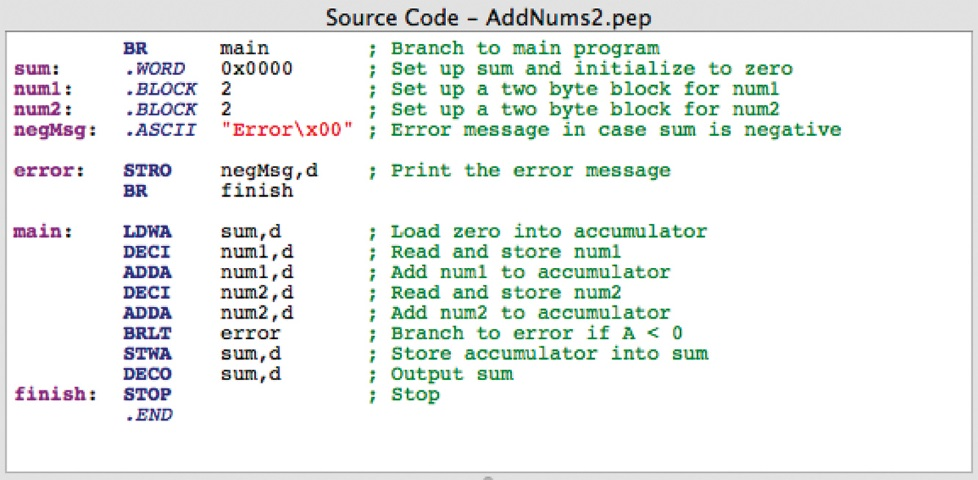 Source Code - AddNums2.pep
BR main ; Branch to main program
sum: .WORD 0x0000 ; Set up sum and initialize to zero
num1: .BLOCK 2 ; Set up a two byte block for num1
num2: .BLOCK 2 ; Set up a two byte block for num2
negMsg: .ASCII "Error\x00" ; Error message in case sum is negative
error: STRO negMsg,d ; Print the error message
BR finish
main: LDWA sum,d ; Load zero into accumulator
DECI num1,d ; Read and store num1
ADDA num1,d ; Add num1 to accumulator
DECI num2,d ; Read and store num2
ADDA num2,d ; Add num2 to accumulator
BRLT error ; Branch to error if A < 0
STWA sum,d ; Store accumulator into sum
DECO sum,d ; Output sum
finish: STOP ; Stop
.END